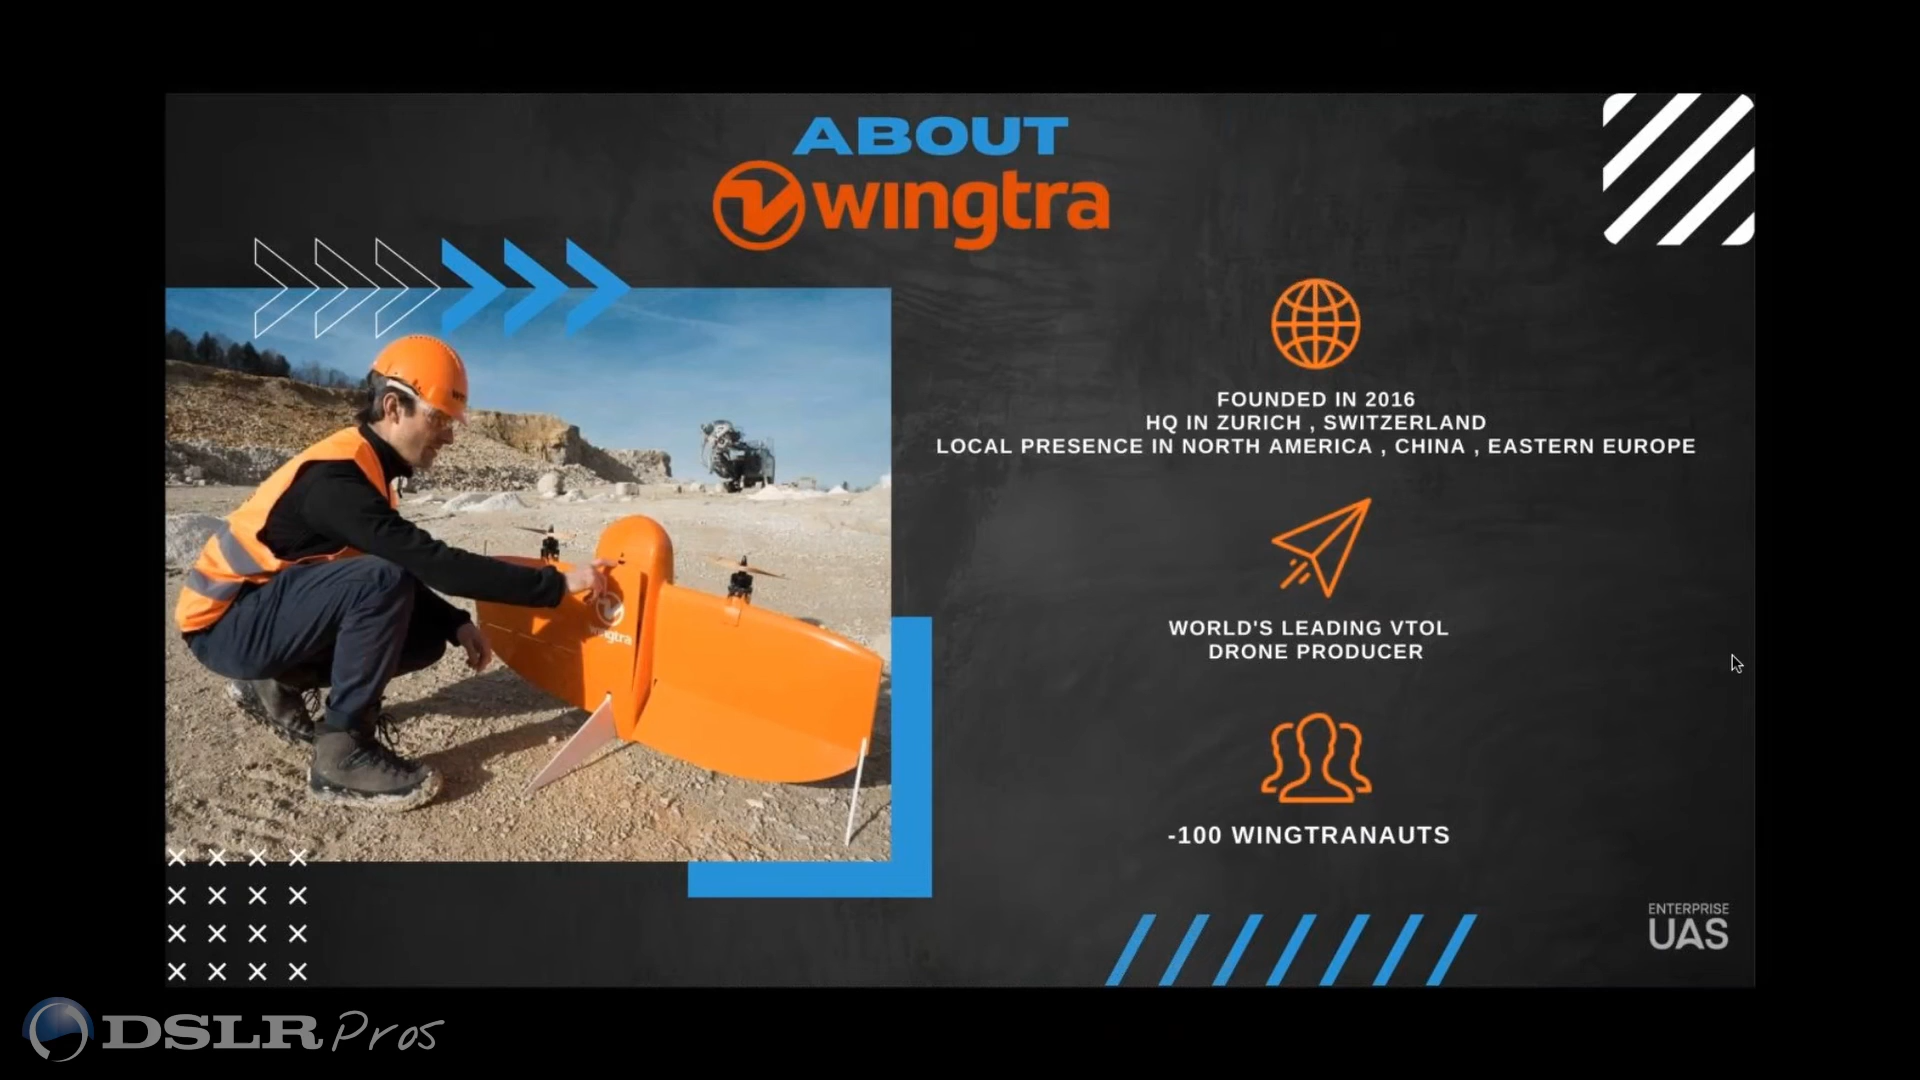 ABOUT
wingtra
FOUNDED IN 2016
HQ IN ZURICH , SWITZERLAND
LOCAL PRESENCE IN NORTH AMERICA , CHINA , EASTERN EUROPE
wingtra
WORLD'S LEADING VTOL
DRONE PRODUCER
-100 WINGTRANAUTS
ENTERPRISE
UAS
DSLR Pros